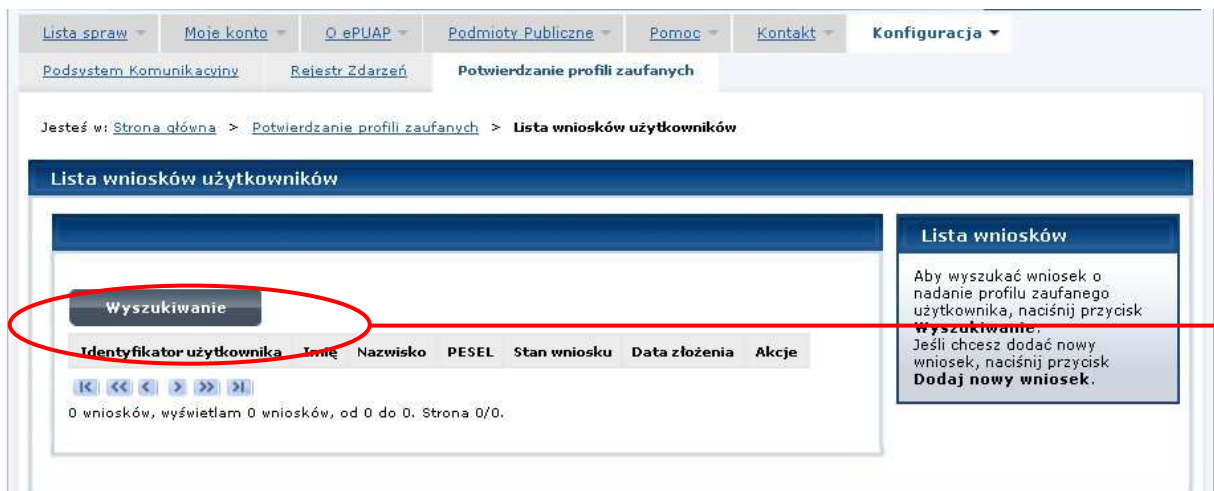 Lista spraw Moje konto O ePUAP Podmioty Publiczne Pomoc Kontakt Konfiguracja
Podsystem Komunikacyjny Rejestr Zdarzeń Potwierdzanie profili zaufanych
Jesteś w: Strona główna > Potwierdzanie profili zaufanych > Lista wniosków użytkowników
Lista wniosków użytkowników
Wyszukiwanie
Identyfikator użytkownika Imię Nazwisko PESEL Stan wniosku Data złożenia Akcje
0 wniosków, wyświetlam 0 wniosków, od 0 do 0. Strona 0/0.
Lista wniosków
Aby wyszukać wniosek o
nadanie profilu zaufanego
użytkownika, naciśnij przycisk
Wyszukiwanie.
Jeśli chcesz dodać nowy
wniosek, naciśnij przycisk
Dodaj nowy wniosek.